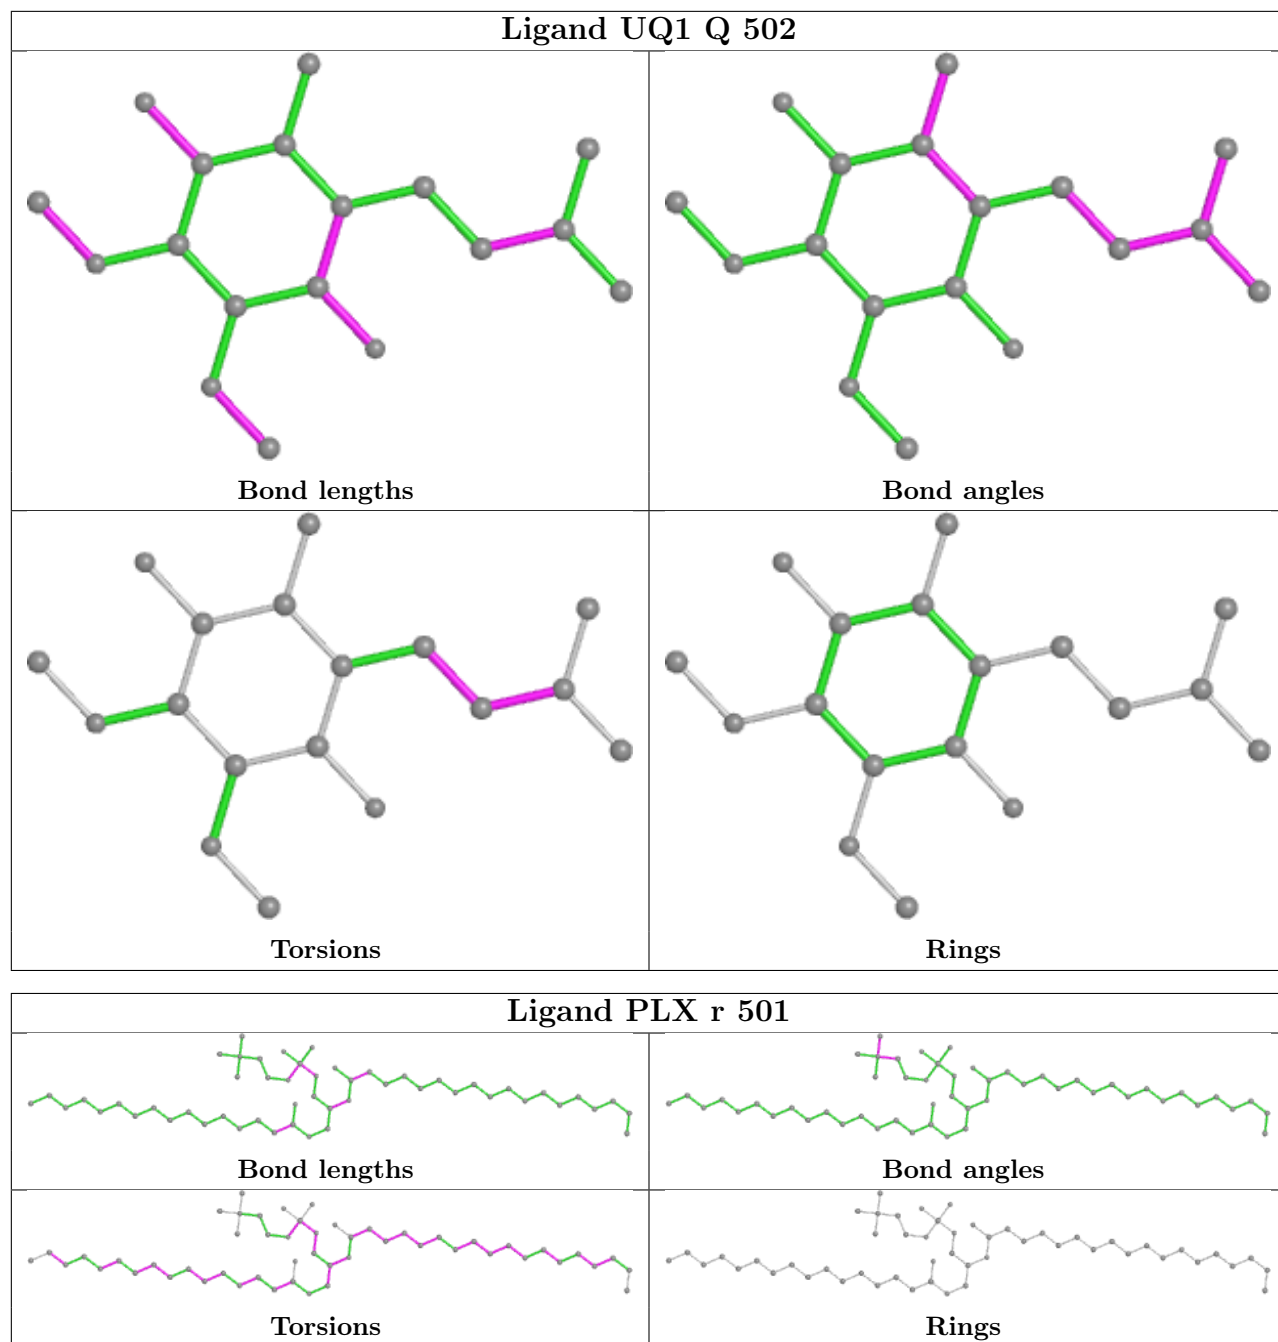 Ligand UQ1 Q 502
Bond lengths
Bond angles
Torsions
Rings
Ligand PLX r 501
Bond lengths
Bond angles
Torsions
Rings